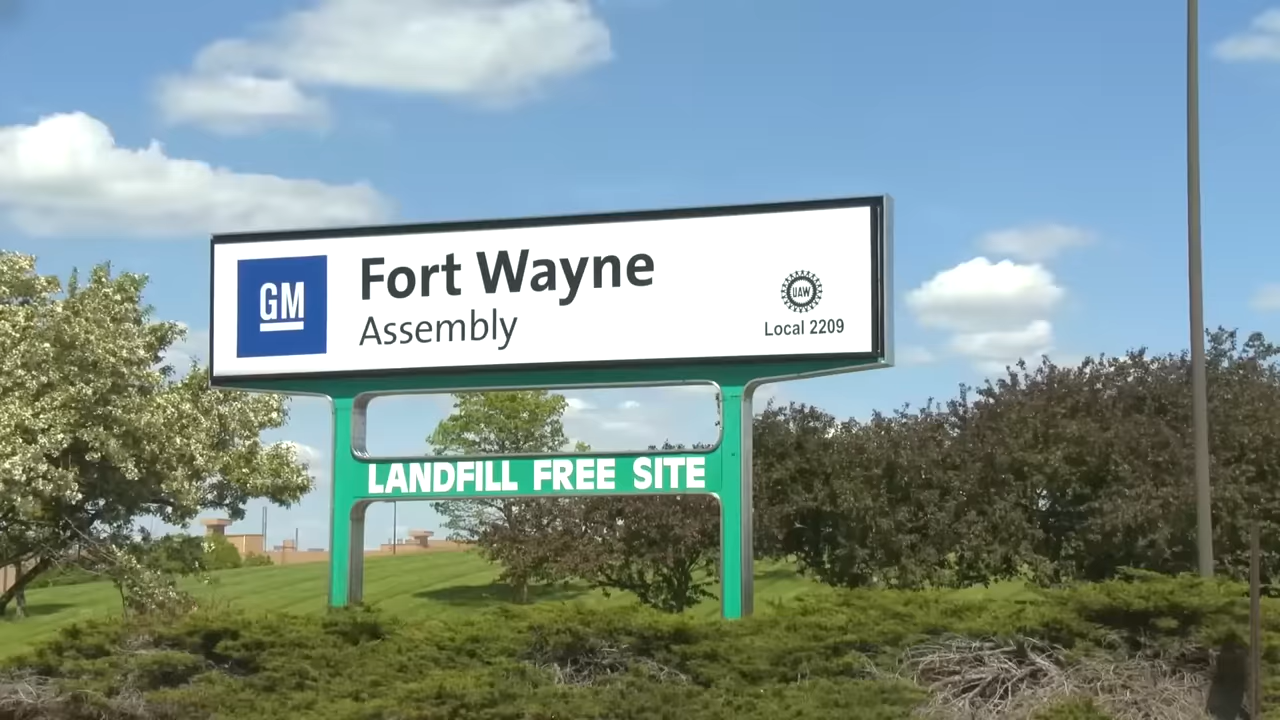 GM
Fort Wayne
Assembly
UAW
Local 2209
LANDFILL FREE SITE